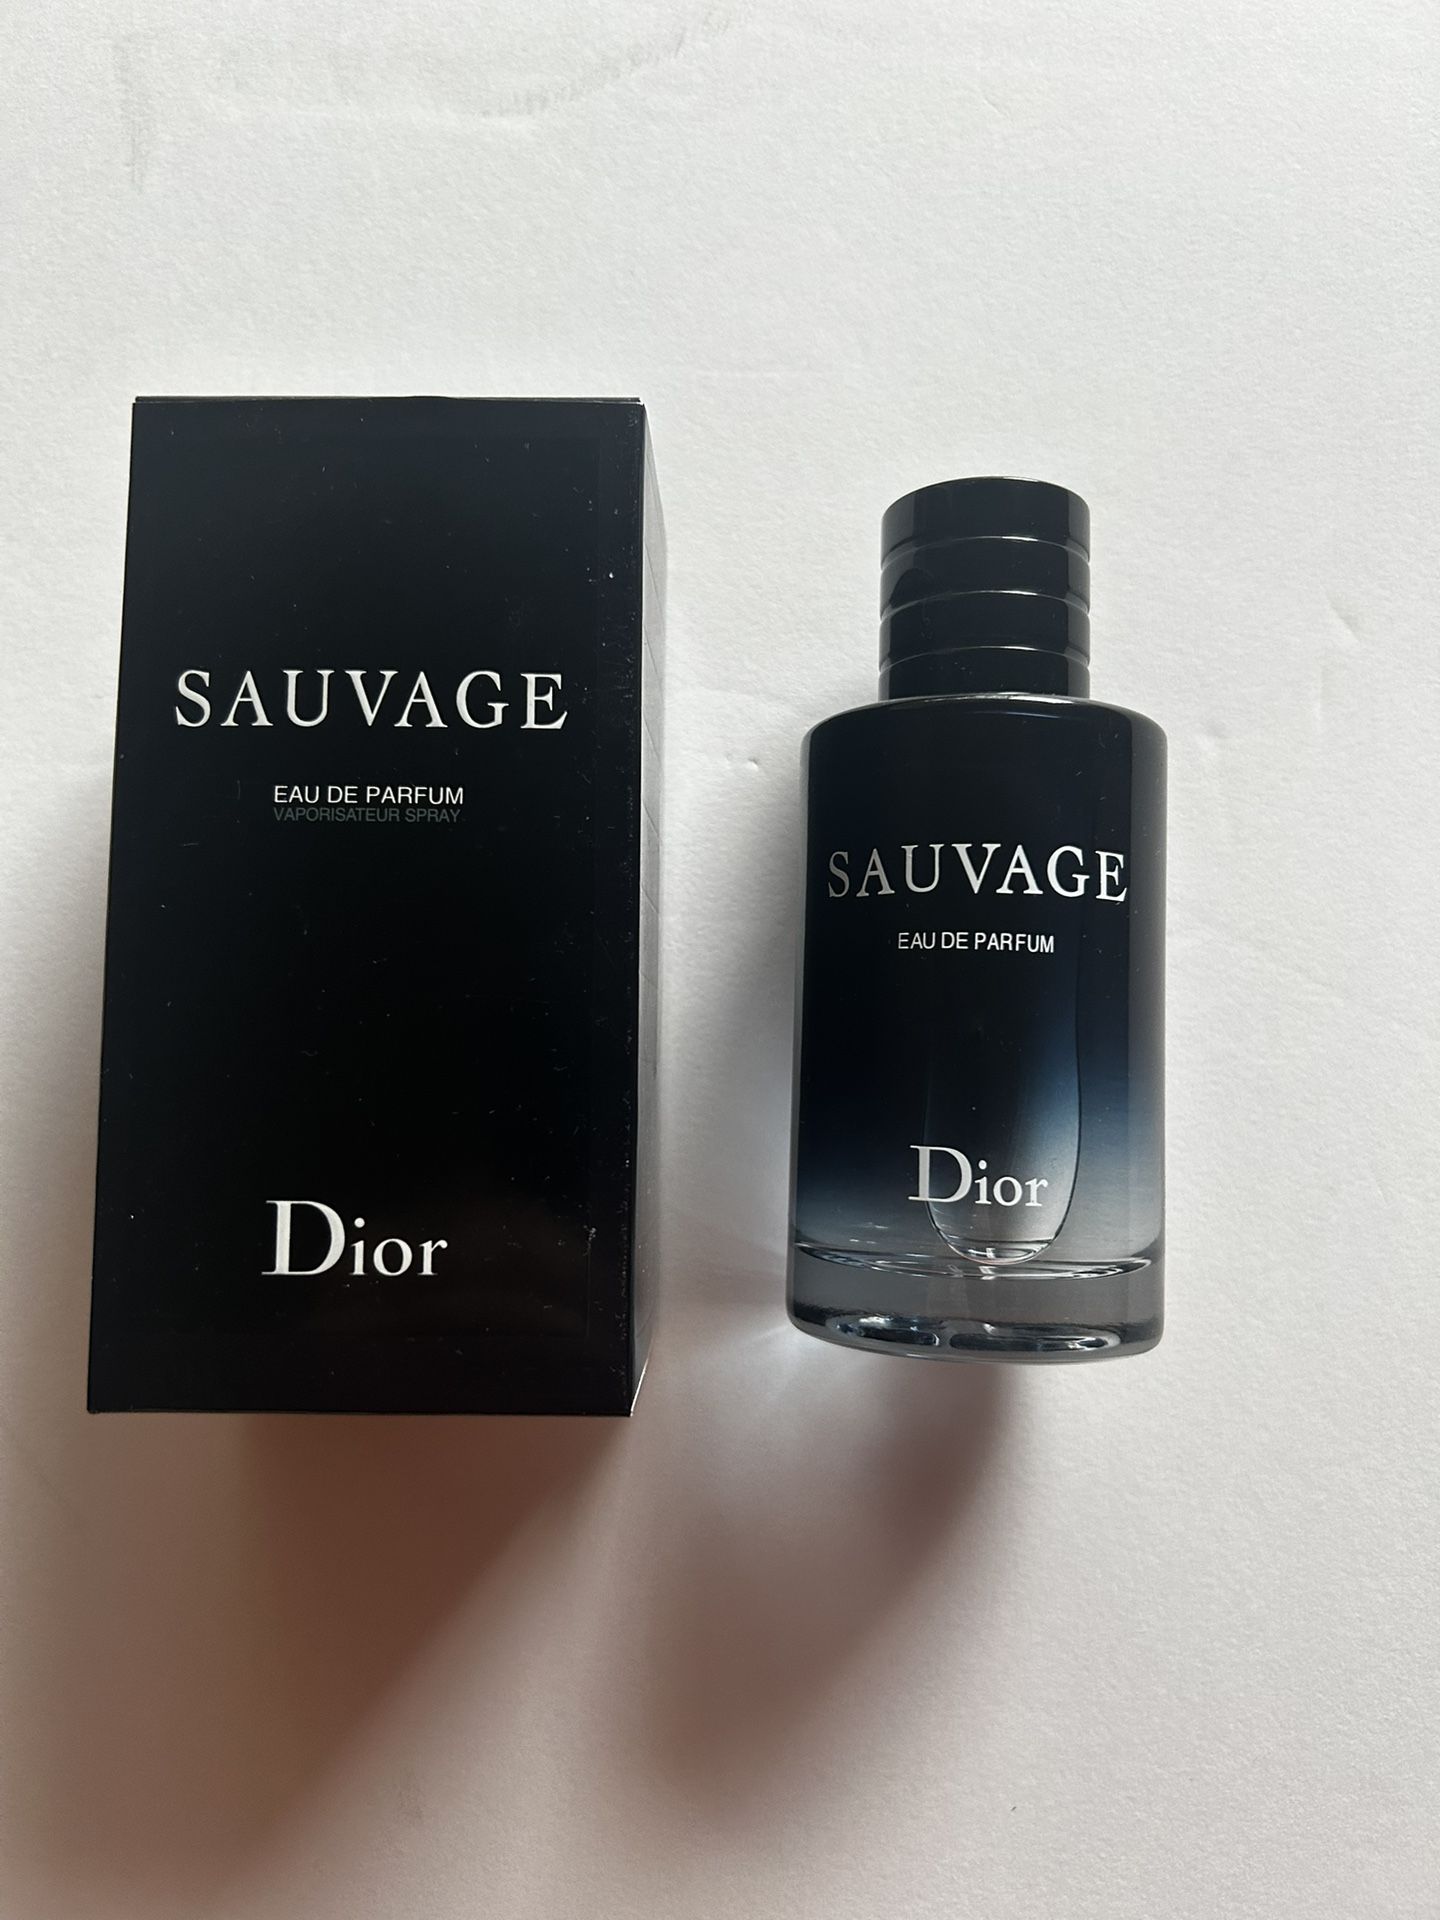 SAUVAGE
EAU DE PARFUM
VAPORISATEUR SPRAY
Dior
SAUVAGE
EAU DE PARFUM
Dior